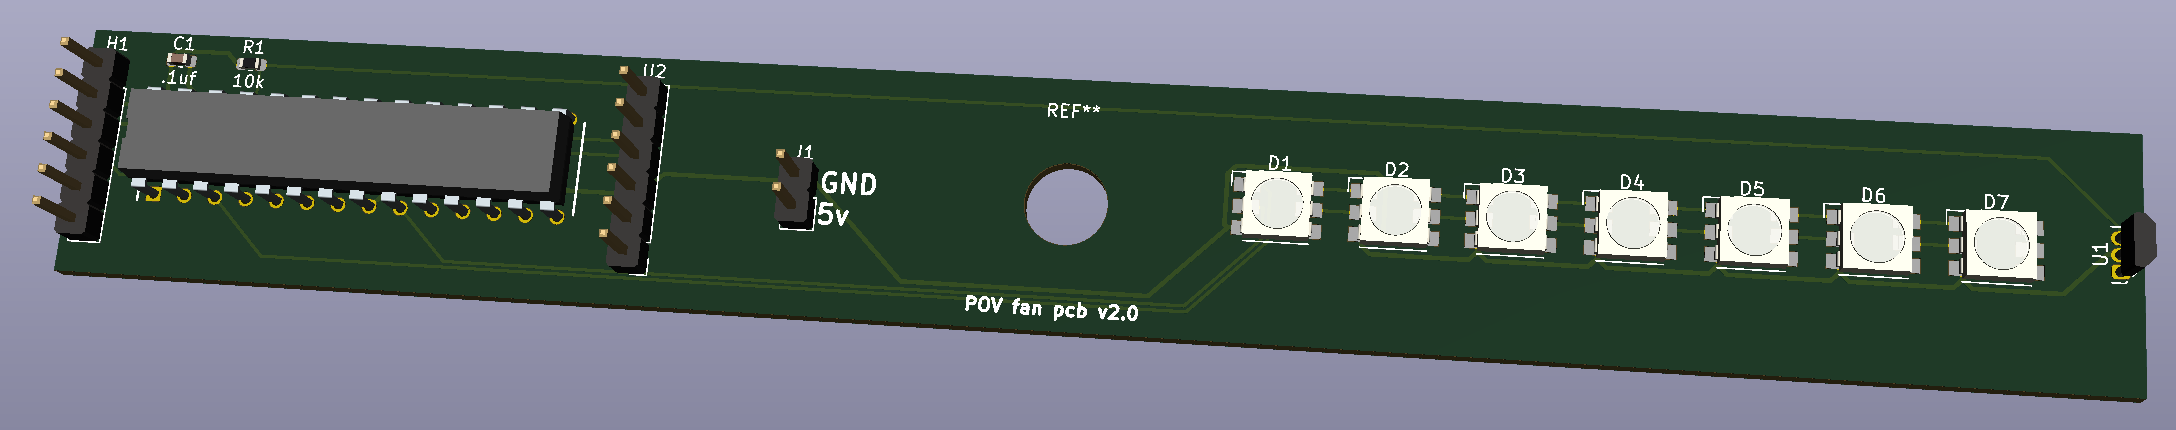 H1
C1
.1uf
R1
10k
U2
J1
GND
5v
REF**
POV fan pcb v2.0
D1
D2
D3
D4
D5
D6
D7
U1